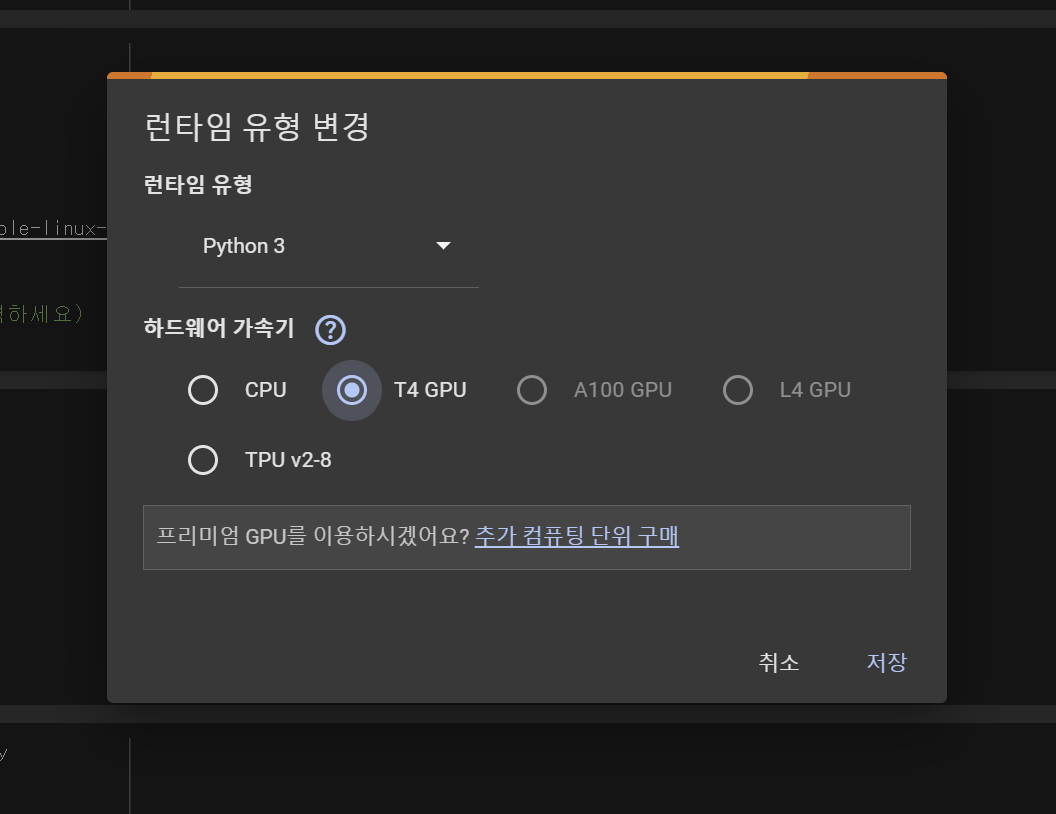 런타임 유형 변경
런타임 유형
ole-linux-
Python 3
하드웨어 가속기 ?
하세요)
CPU T4 GPU A100 GPU L4 GPU
TPU v2-8
프리미엄 GPU를 이용하시겠어요? 추가 컴퓨팅 단위 구매
취소 저장
y